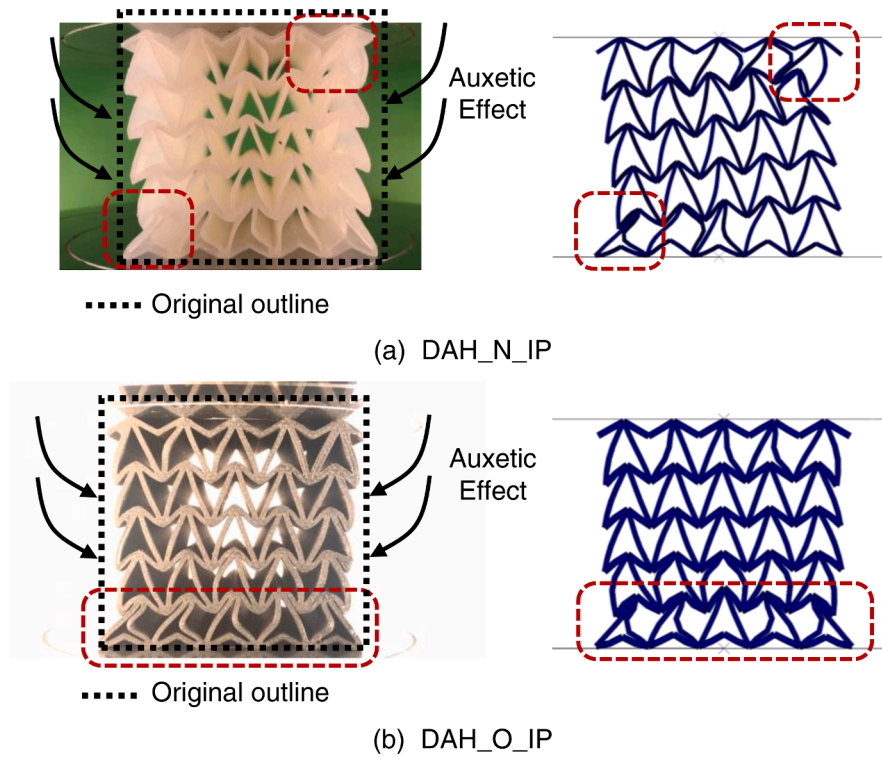 Auxetic
Effect
Original outline
(a) DAH_N_IP
Auxetic
Effect
Original outline
(b) DAH_O_IP